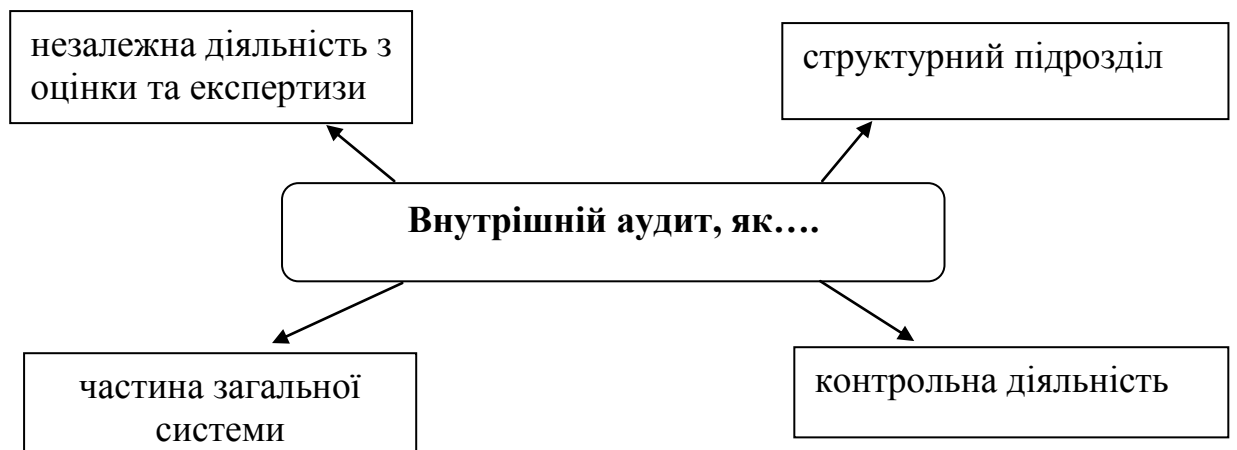 незалежна діяльність з
оцінки та експертизи
структурний підрозділ
Внутрішній аудит, як….
частина загальної
системи
контрольна діяльність